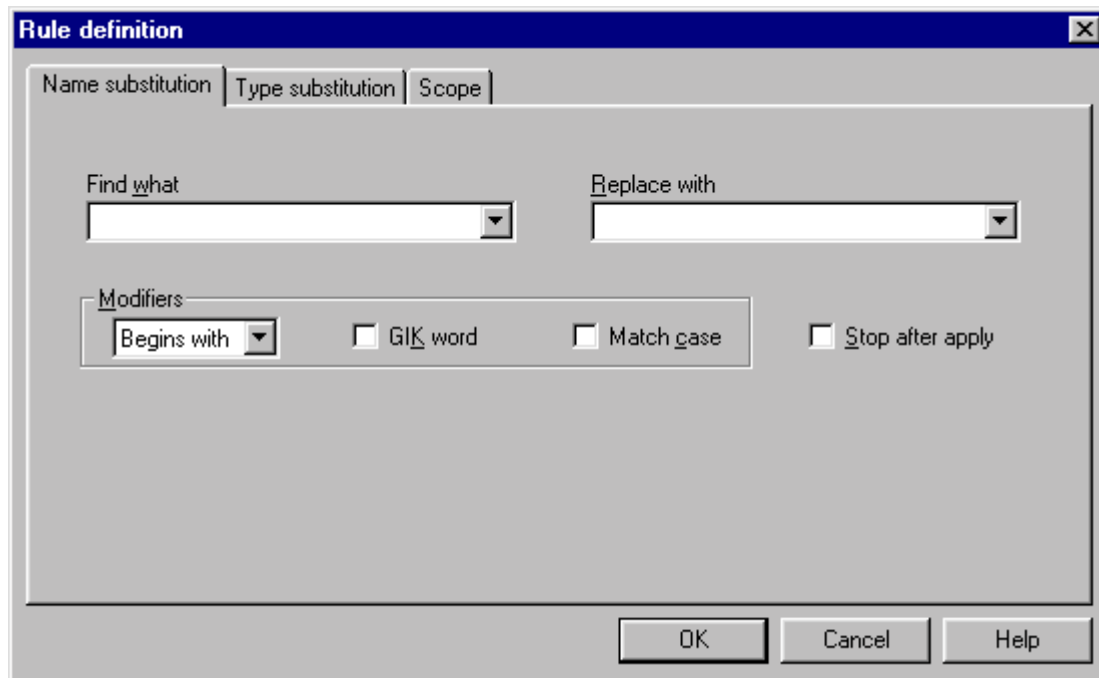 Rule definition
Name substitution Type substitution Scope
Find what Replace with
Modifiers
Begins with GIK word Match case Stop after apply
OK Cancel Help